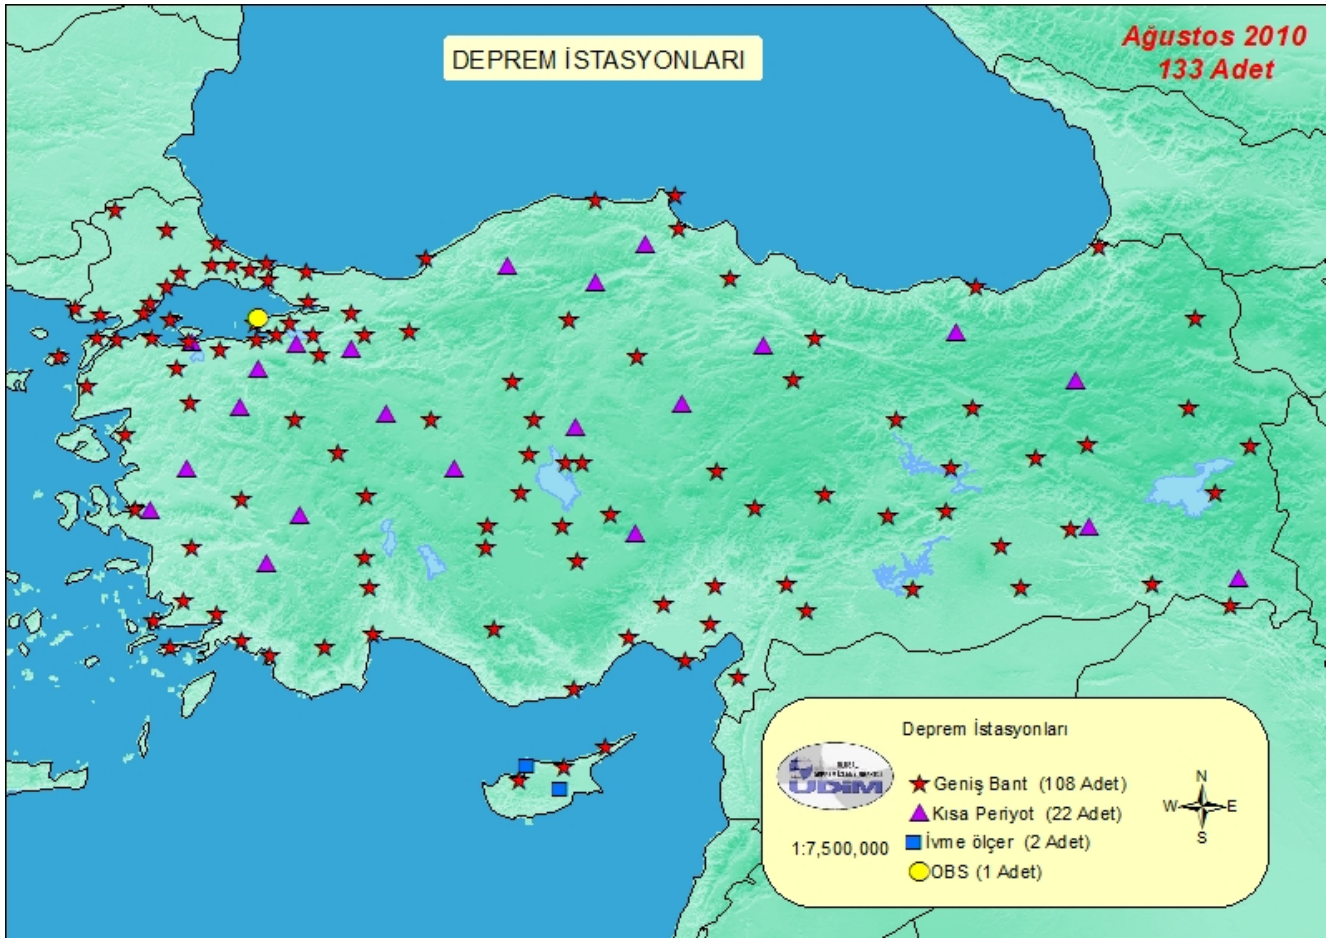 DEPREM İSTASYONLARI
Ağustos 2010
133 Adet
Deprem İstasyonları
UDİM
Geniş Bant (108 Adet)
Kısa Periyot (22 Adet)
İvme ölçer (2 Adet)
OBS (1 Adet)
1:7,500,000
N
W E
S